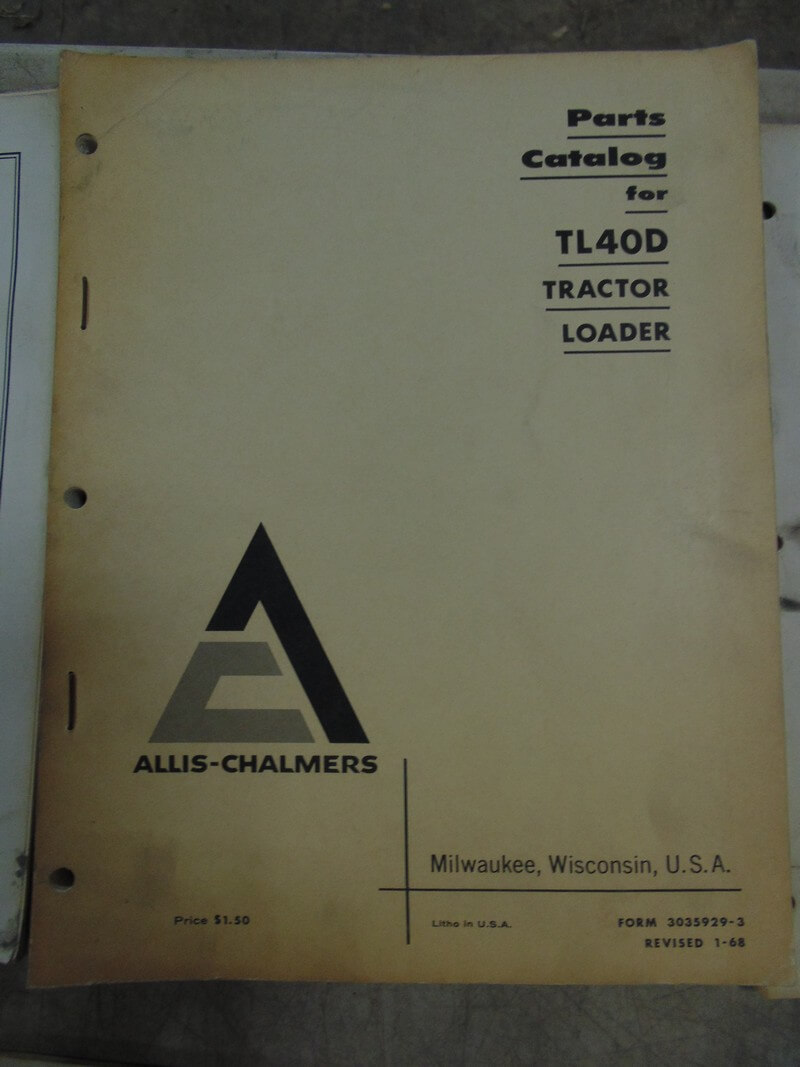 Parts
Catalog
for
TL40D
TRACTOR
LOADER
ALLIS-CHALMERS
Milwaukee, Wisconsin, U.S.A.
Price $1.50
Litho in U.S.A.
FORM 3035929-3
REVISED 1-68